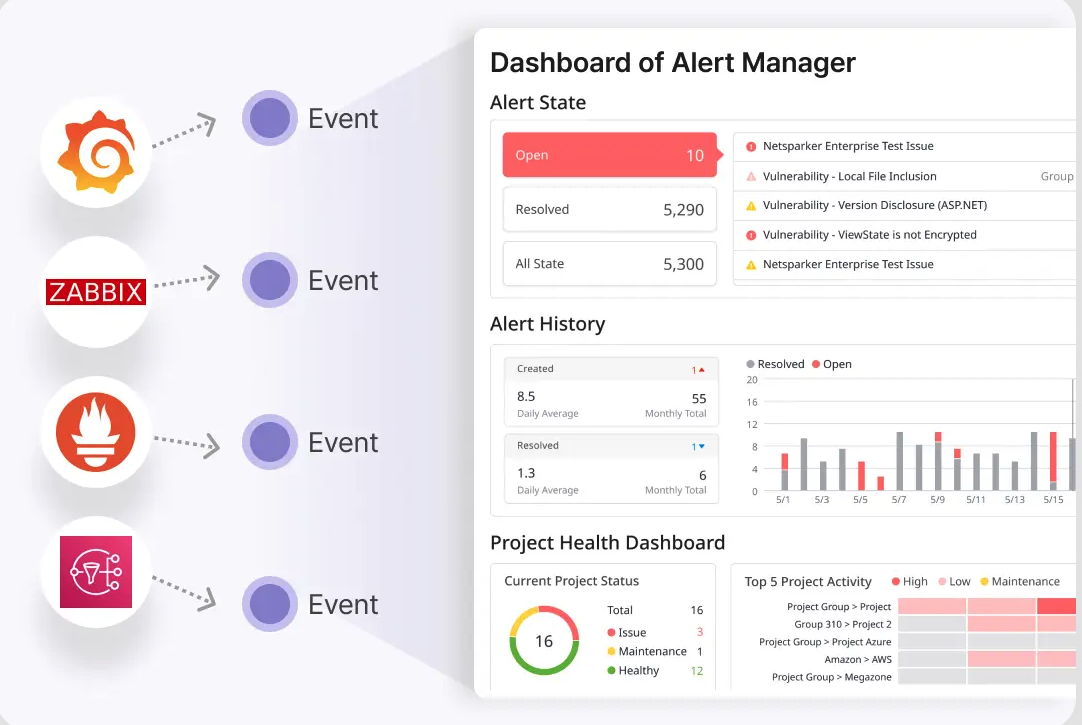 Event
ZABBIX
Event
Event
Event
Dashboard of Alert Manager
Alert State
Open 10
Resolved 5,290
All State 5,300
Netsparker Enterprise Test Issue
Vulnerability - Local File Inclusion Group
Vulnerability - Version Disclosure (ASP.NET)
Vulnerability - ViewState is not Encrypted
Netsparker Enterprise Test Issue
Alert History
Created 1
8.5 55
Daily Average Monthly Total
Resolved 1
1.3 6
Daily Average Monthly Total
Resolved Open
20
16
12
8
4
0
5/1 5/3 5/5 5/7 5/9 5/11 5/13 5/15
Project Health Dashboard
Current Project Status
16
Total 16
Issue 3
Maintenance 1
Healthy 12
Top 5 Project Activity High Low Maintenance
Project Group > Project
Group 310 > Project 2
Project Group > Project Azure
Amazon > AWS
Project Group > Megazone